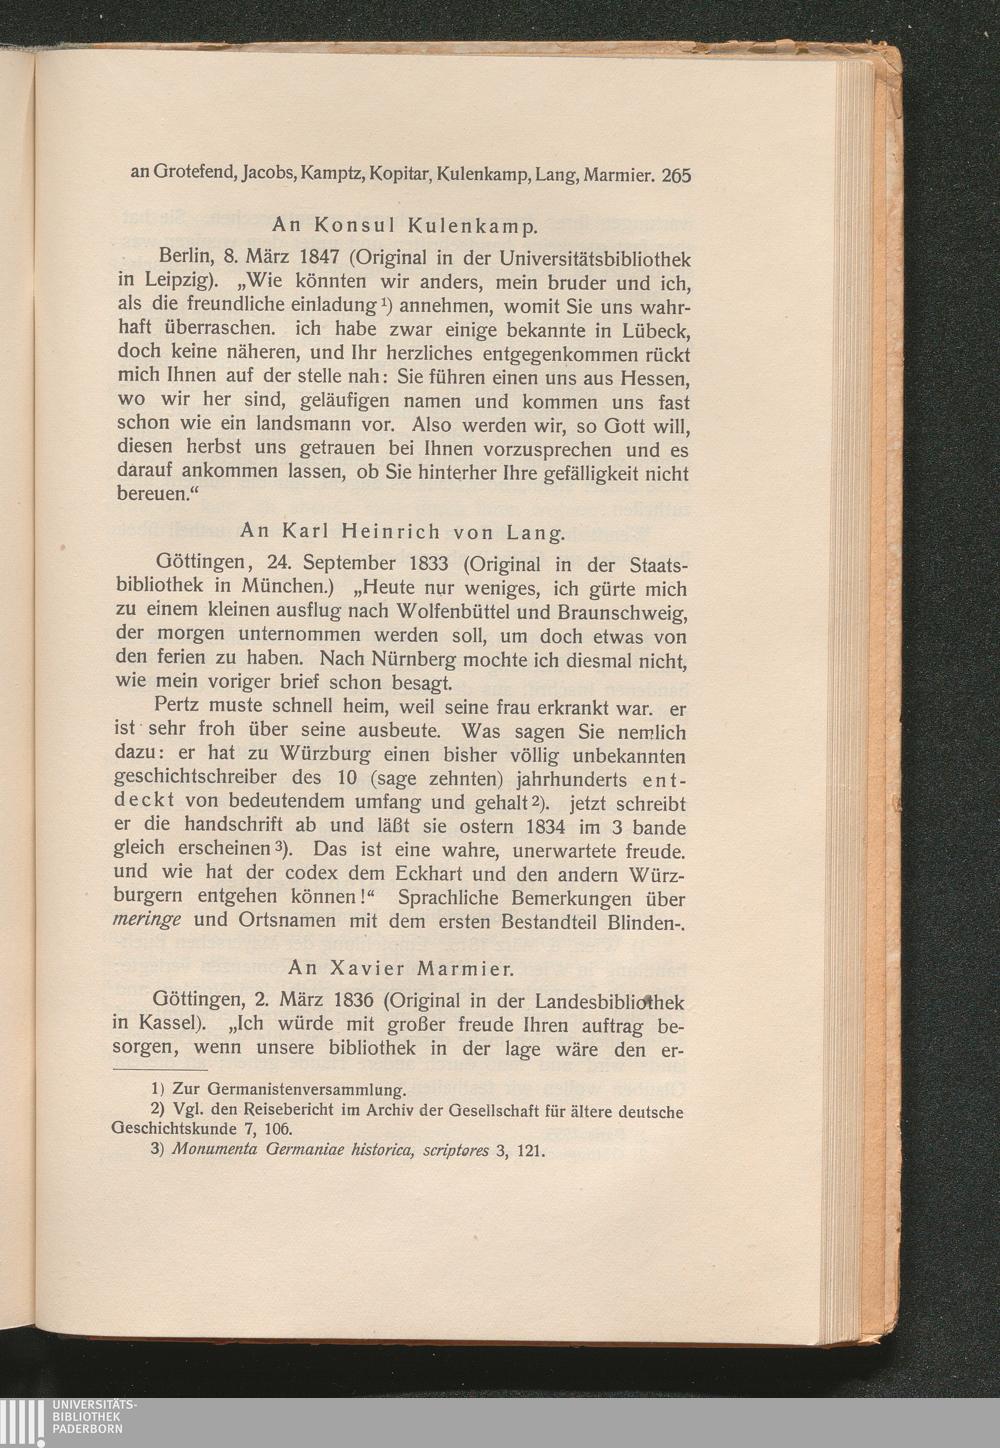 an Grotefend, Jacobs, Kamptz, Kopitar, Kulenkamp, Lang, Marmier. 265
An Konsul Kulenkamp.
Berlin, 8. März 1847 (Original in der Universitätsbibliothek
in Leipzig). „Wie könnten wir anders, mein bruder und ich,
als die freundliche einladung¹) annehmen, womit Sie uns wahr-
haft überraschen. ich habe zwar einige bekannte in Lübeck,
doch keine näheren, und Ihr herzliches entgegenkommen rückt
mich Ihnen auf der stelle nah: Sie führen einen uns aus Hessen,
wo wir her sind, geläufigen namen und kommen uns fast
schon wie ein landsmann vor. Also werden wir, so Gott will,
diesen herbst uns getrauen bei Ihnen vorzusprechen und es
darauf ankommen lassen, ob Sie hinterher Ihre gefälligkeit nicht
bereuen.“
An Karl Heinrich von Lang.
Göttingen, 24. September 1833 (Original in der Staats-
bibliothek in München.) „Heute nur weniges, ich gürte mich
zu einem kleinen ausflug nach Wolfenbüttel und Braunschweig,
der morgen unternommen werden soll, um doch etwas von
den ferien zu haben. Nach Nürnberg mochte ich diesmal nicht,
wie mein voriger brief schon besagt.
Pertz muste schnell heim, weil seine frau erkrankt war. er
ist sehr froh über seine ausbeute. Was sagen Sie nemlich
dazu: er hat zu Würzburg einen bisher völlig unbekannten
geschichtschreiber des 10 (sage zehnten) jahrhunderts ent-
deckt von bedeutendem umfang und gehalt²). jetzt schreibt
er die handschrift ab und läßt sie ostern 1834 im 3 bande
gleich erscheinen³). Das ist eine wahre, unerwartete freude.
und wie hat der codex dem Eckhart und den andern Würz-
burgern entgehen können!“ Sprachliche Bemerkungen über
meringe und Ortsnamen mit dem ersten Bestandteil Blinden-.
An Xavier Marmier.
Göttingen, 2. März 1836 (Original in der Landesbibliothek
in Kassel). „Ich würde mit großer freude Ihren auftrag be-
sorgen, wenn unsere bibliothek in der lage wäre den er-
1) Zur Germanistenversammlung.
2) Vgl. den Reisebericht im Archiv der Gesellschaft für ältere deutsche
Geschichtskunde 7, 106.
3) Monumenta Germaniae historica, scriptores 3, 121.
UNIVERSITÄTS-
BIBLIOTHEK
PADERBORN